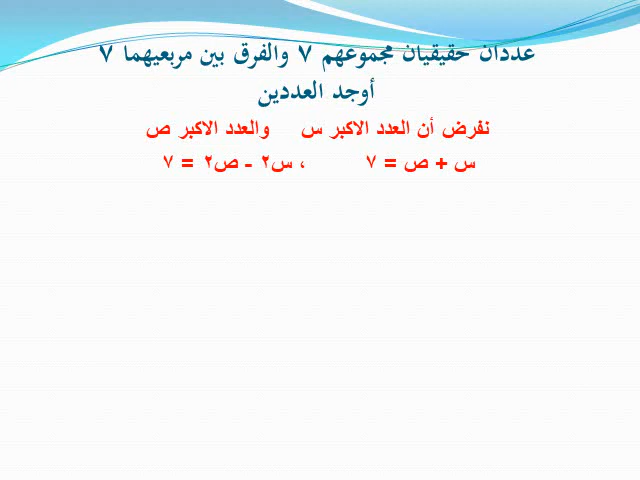 عددان حقيقيان مجموعهم ٧ والفرق بين مربعيهما ٧
أوجد العددين
نفرض أن العدد الاكبر س والعدد الاكبر ص
س + ص = ٧ ، س٢ - ص٢ = ٧